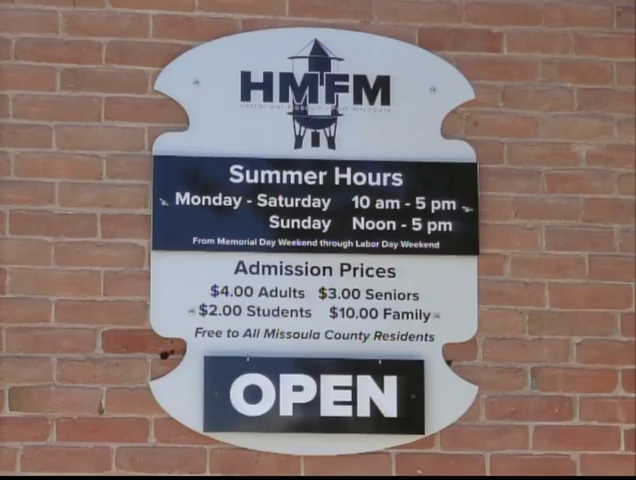 HMFM
Summer Hours
Monday - Saturday 10 am - 5 pm
Sunday Noon - 5 pm
From Memorial Day Weekend through Labor Day Weekend
Admission Prices
$4.00 Adults $3.00 Seniors
$2.00 Students $10.00 Family
Free to All Missoula County Residents
OPEN